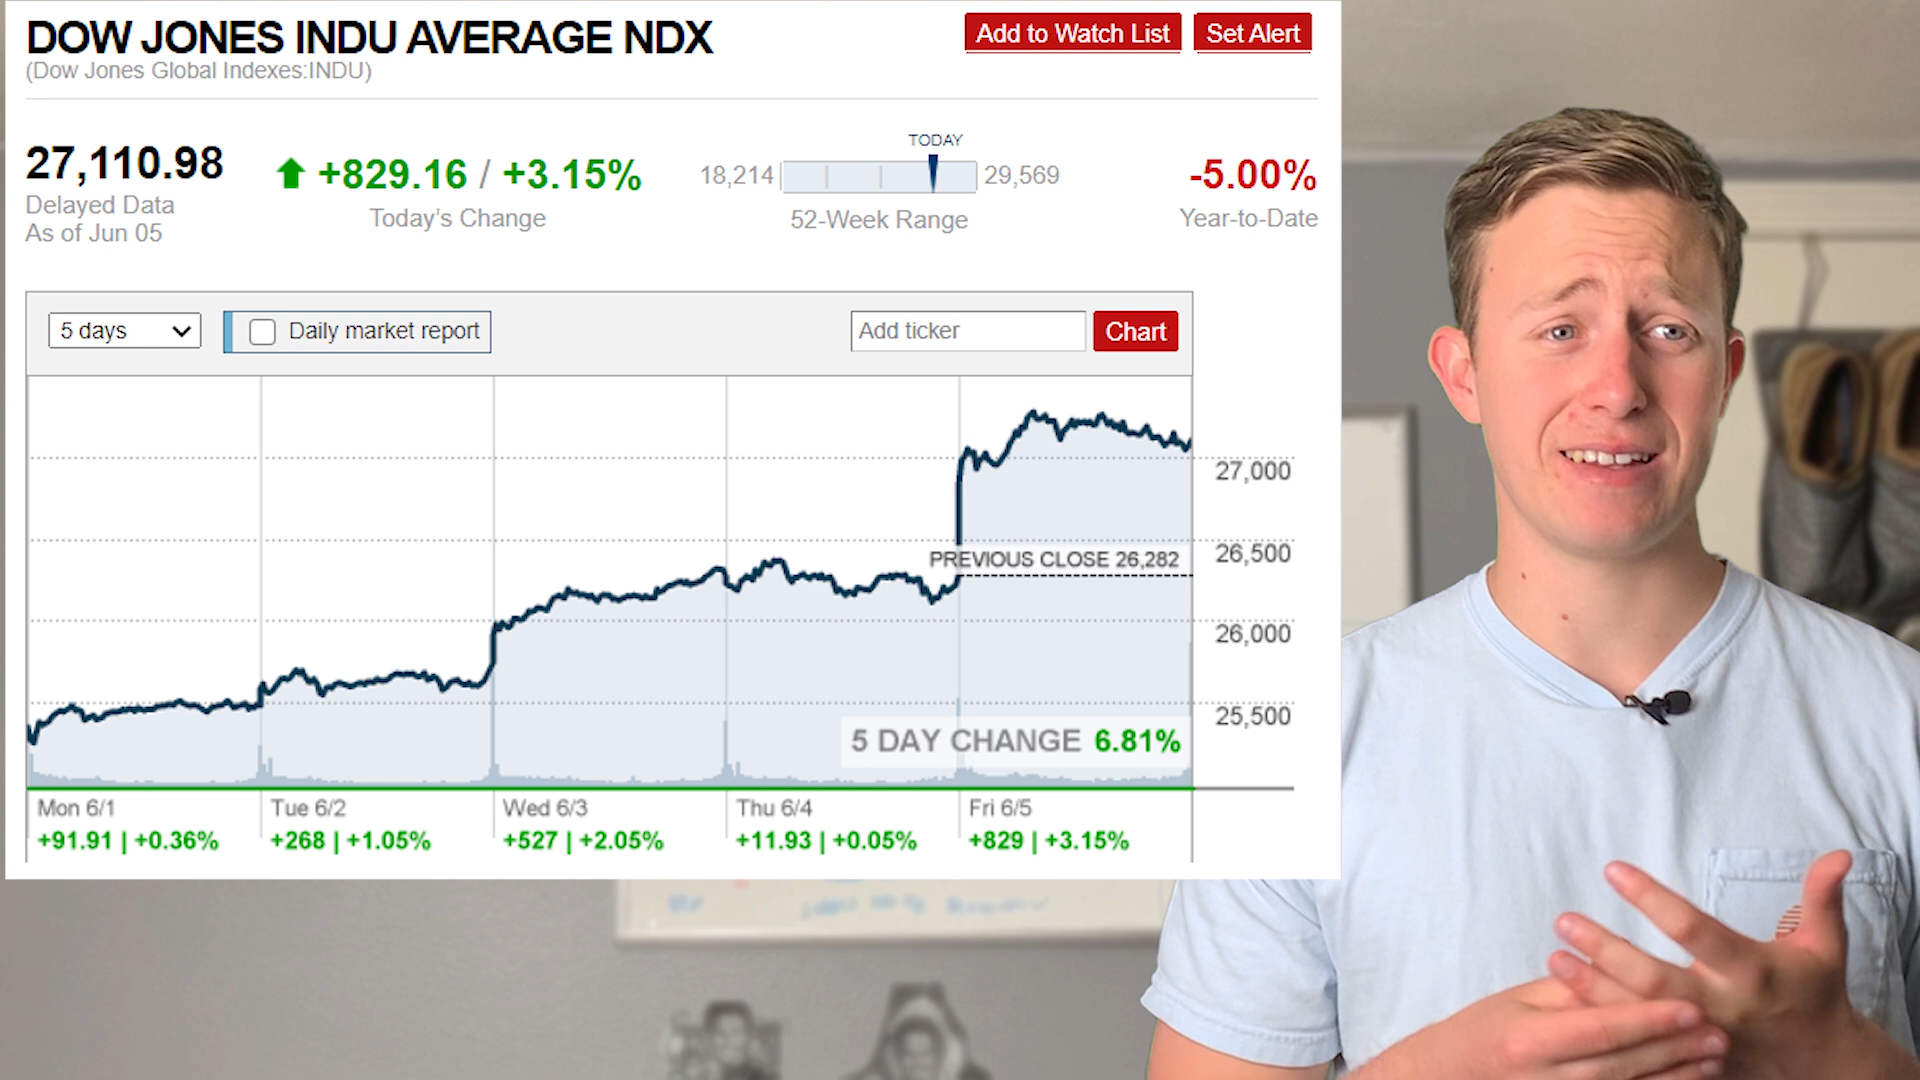 DOW JONES INDU AVERAGE NDX
(Dow Jones Global Indexes:INDU)
Add to Watch List
Set Alert
27,110.98
Delayed Data
As of Jun 05
+829.16 / +3.15%
Today's Change
TODAY
18,214
29,569
52-Week Range
-5.00%
Year-to-Date
5 days
Daily market report
Add ticker
Chart
27,000
PREVIOUS CLOSE 26,282
26,500
26,000
25,500
5 DAY CHANGE 6.81%
Mon 6/1
+91.91 | +0.36%
Tue 6/2
+268 | +1.05%
Wed 6/3
+527 | +2.05%
Thu 6/4
+11.93 | +0.05%
Fri 6/5
+829 | +3.15%